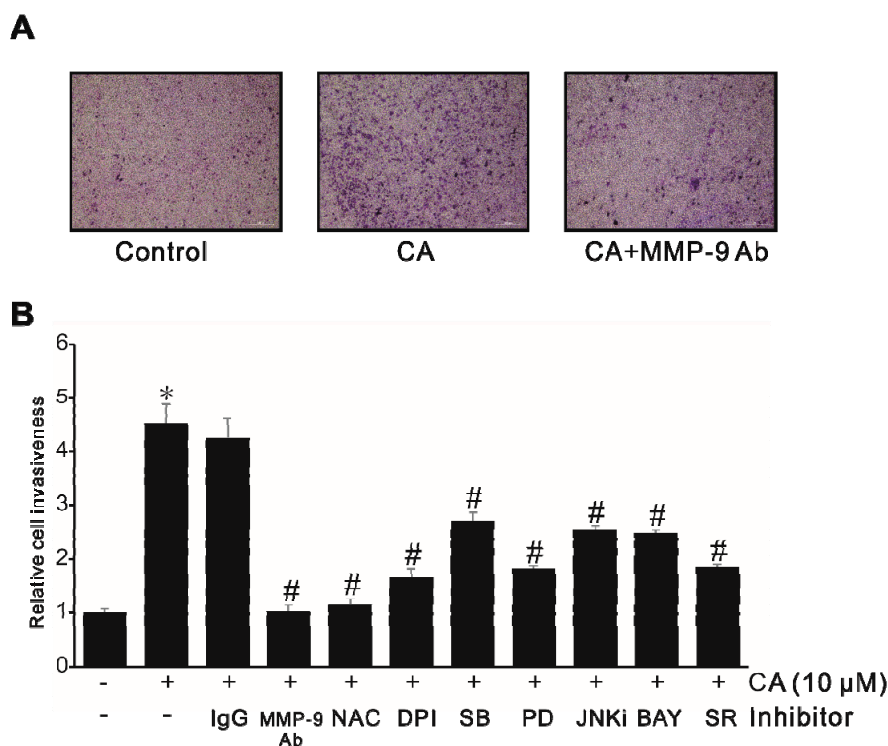 A
Control CA CA+MMP-9 Ab
B
Relative cell invasiveness
6
5
4
3
2
1
0
*
# # # # # # # #
- + + + + + + + + + + CA (10 µM)
- - IgG MMP-9 Ab NAC DPI SB PD JNKi BAY SR Inhibitor